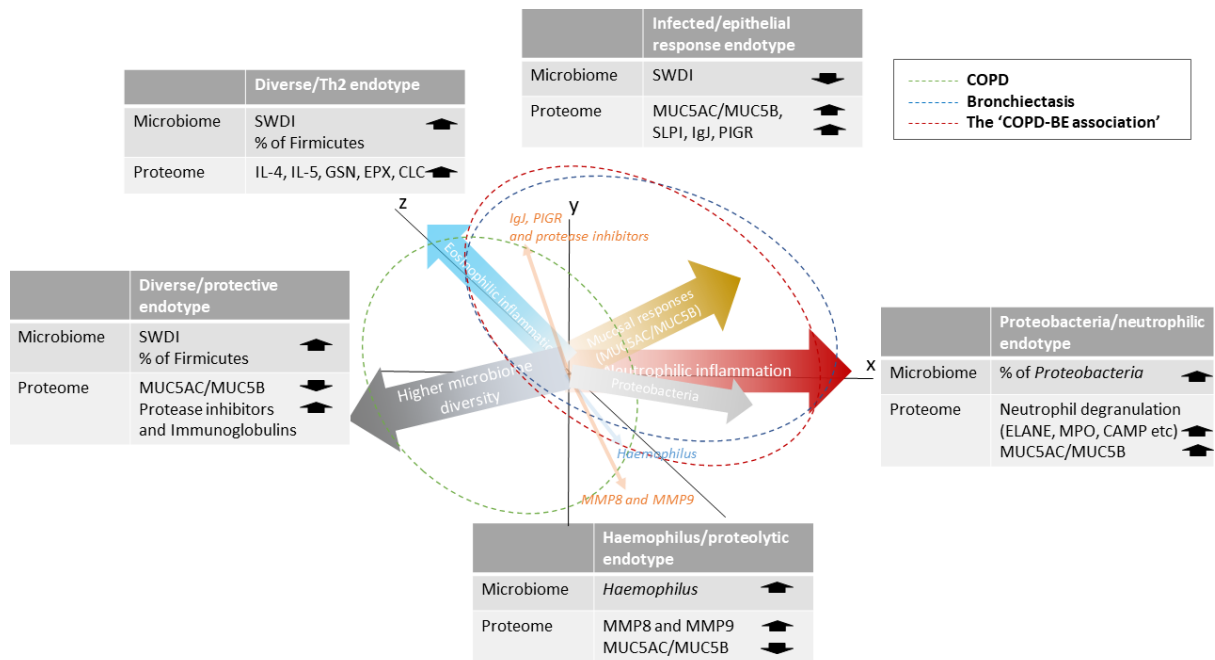 Infected/epithelial
response endotype
Microbiome SWDI
Proteome MUC5AC/MUC5B,
SLPI, IgJ, PIGR
COPD
Bronchiectasis
The ‘COPD-BE association’
Diverse/Th2 endotype
Microbiome SWDI
% of Firmicutes
Proteome IL-4, IL-5, GSN, EPX, CLC
z
y
x
IgJ, PIGR
and protease inhibitors
Eosinophilic inflammatio
Mucosal responses
(MUC5AC/MUC5B)
Neutrophilic inflammation
Proteobacteria
Higher microbiome
diversity
Haemophilus
MMP8 and MMP9
Diverse/protective
endotype
Microbiome SWDI
% of Firmicutes
Proteome MUC5AC/MUC5B
Protease inhibitors
and Immunoglobulins
Proteobacteria/neutrophilic
endotype
Microbiome % of Proteobacteria
Proteome Neutrophil degranulation
(ELANE, MPO, CAMP etc)
MUC5AC/MUC5B
Haemophilus/proteolytic
endotype
Microbiome Haemophilus
Proteome MMP8 and MMP9
MUC5AC/MUC5B